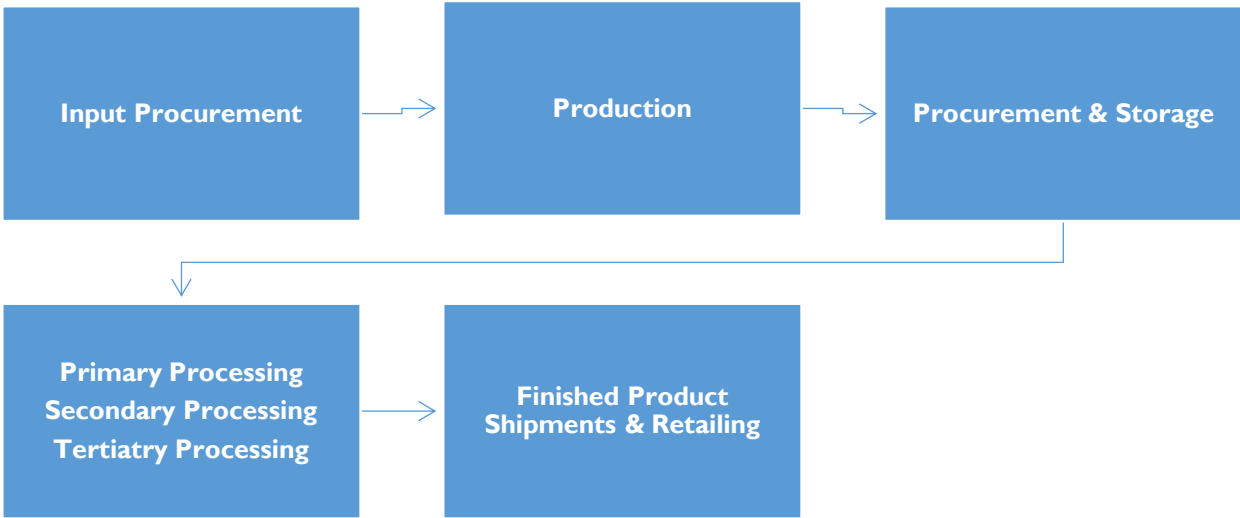 Input Procurement
Production
Procurement & Storage
Primary Processing
Secondary Processing
Tertiatry Processing
Finished Product
Shipments & Retailing